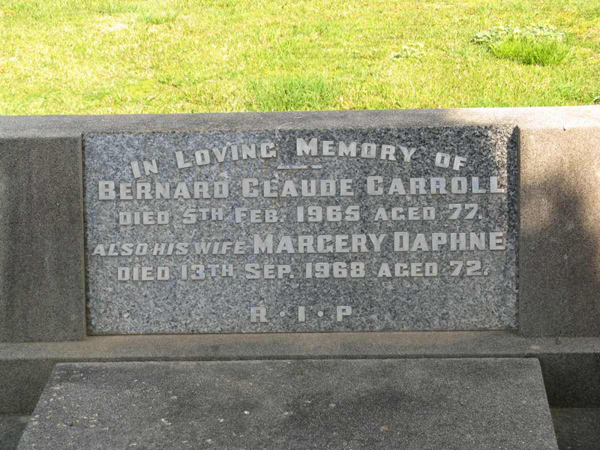 IN LOVING MEMORY OF
BERNARD CLAUDE CARROLL
DIED 5TH FEB. 1965 AGED 77.
ALSO HIS WIFE MARGERY DAPHNE
DIED 13TH SEP. 1968 AGED 72.
R·I·P